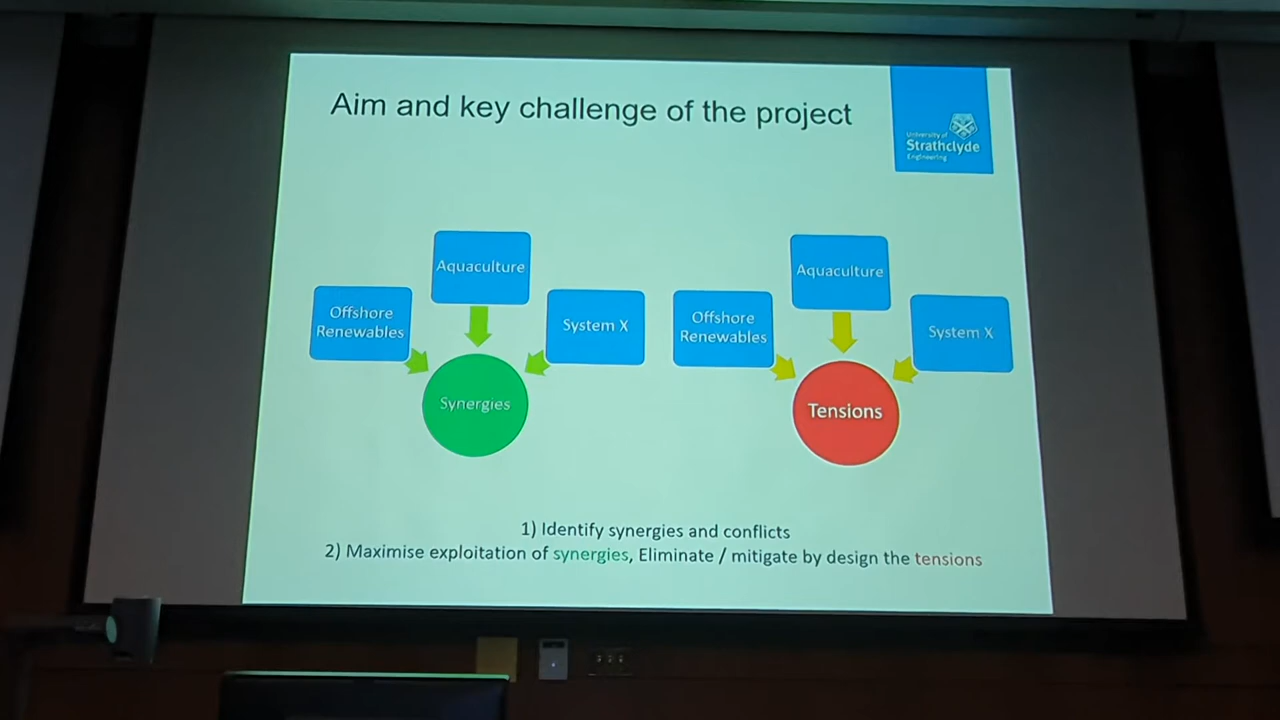 Aim and key challenge of the project
University of
Strathclyde
Engineering
Aquaculture
Offshore
Renewables
System X
Synergies
Aquaculture
Offshore
Renewables
System X
Tensions
1) Identify synergies and conflicts
2) Maximise exploitation of synergies, Eliminate / mitigate by design the tensions